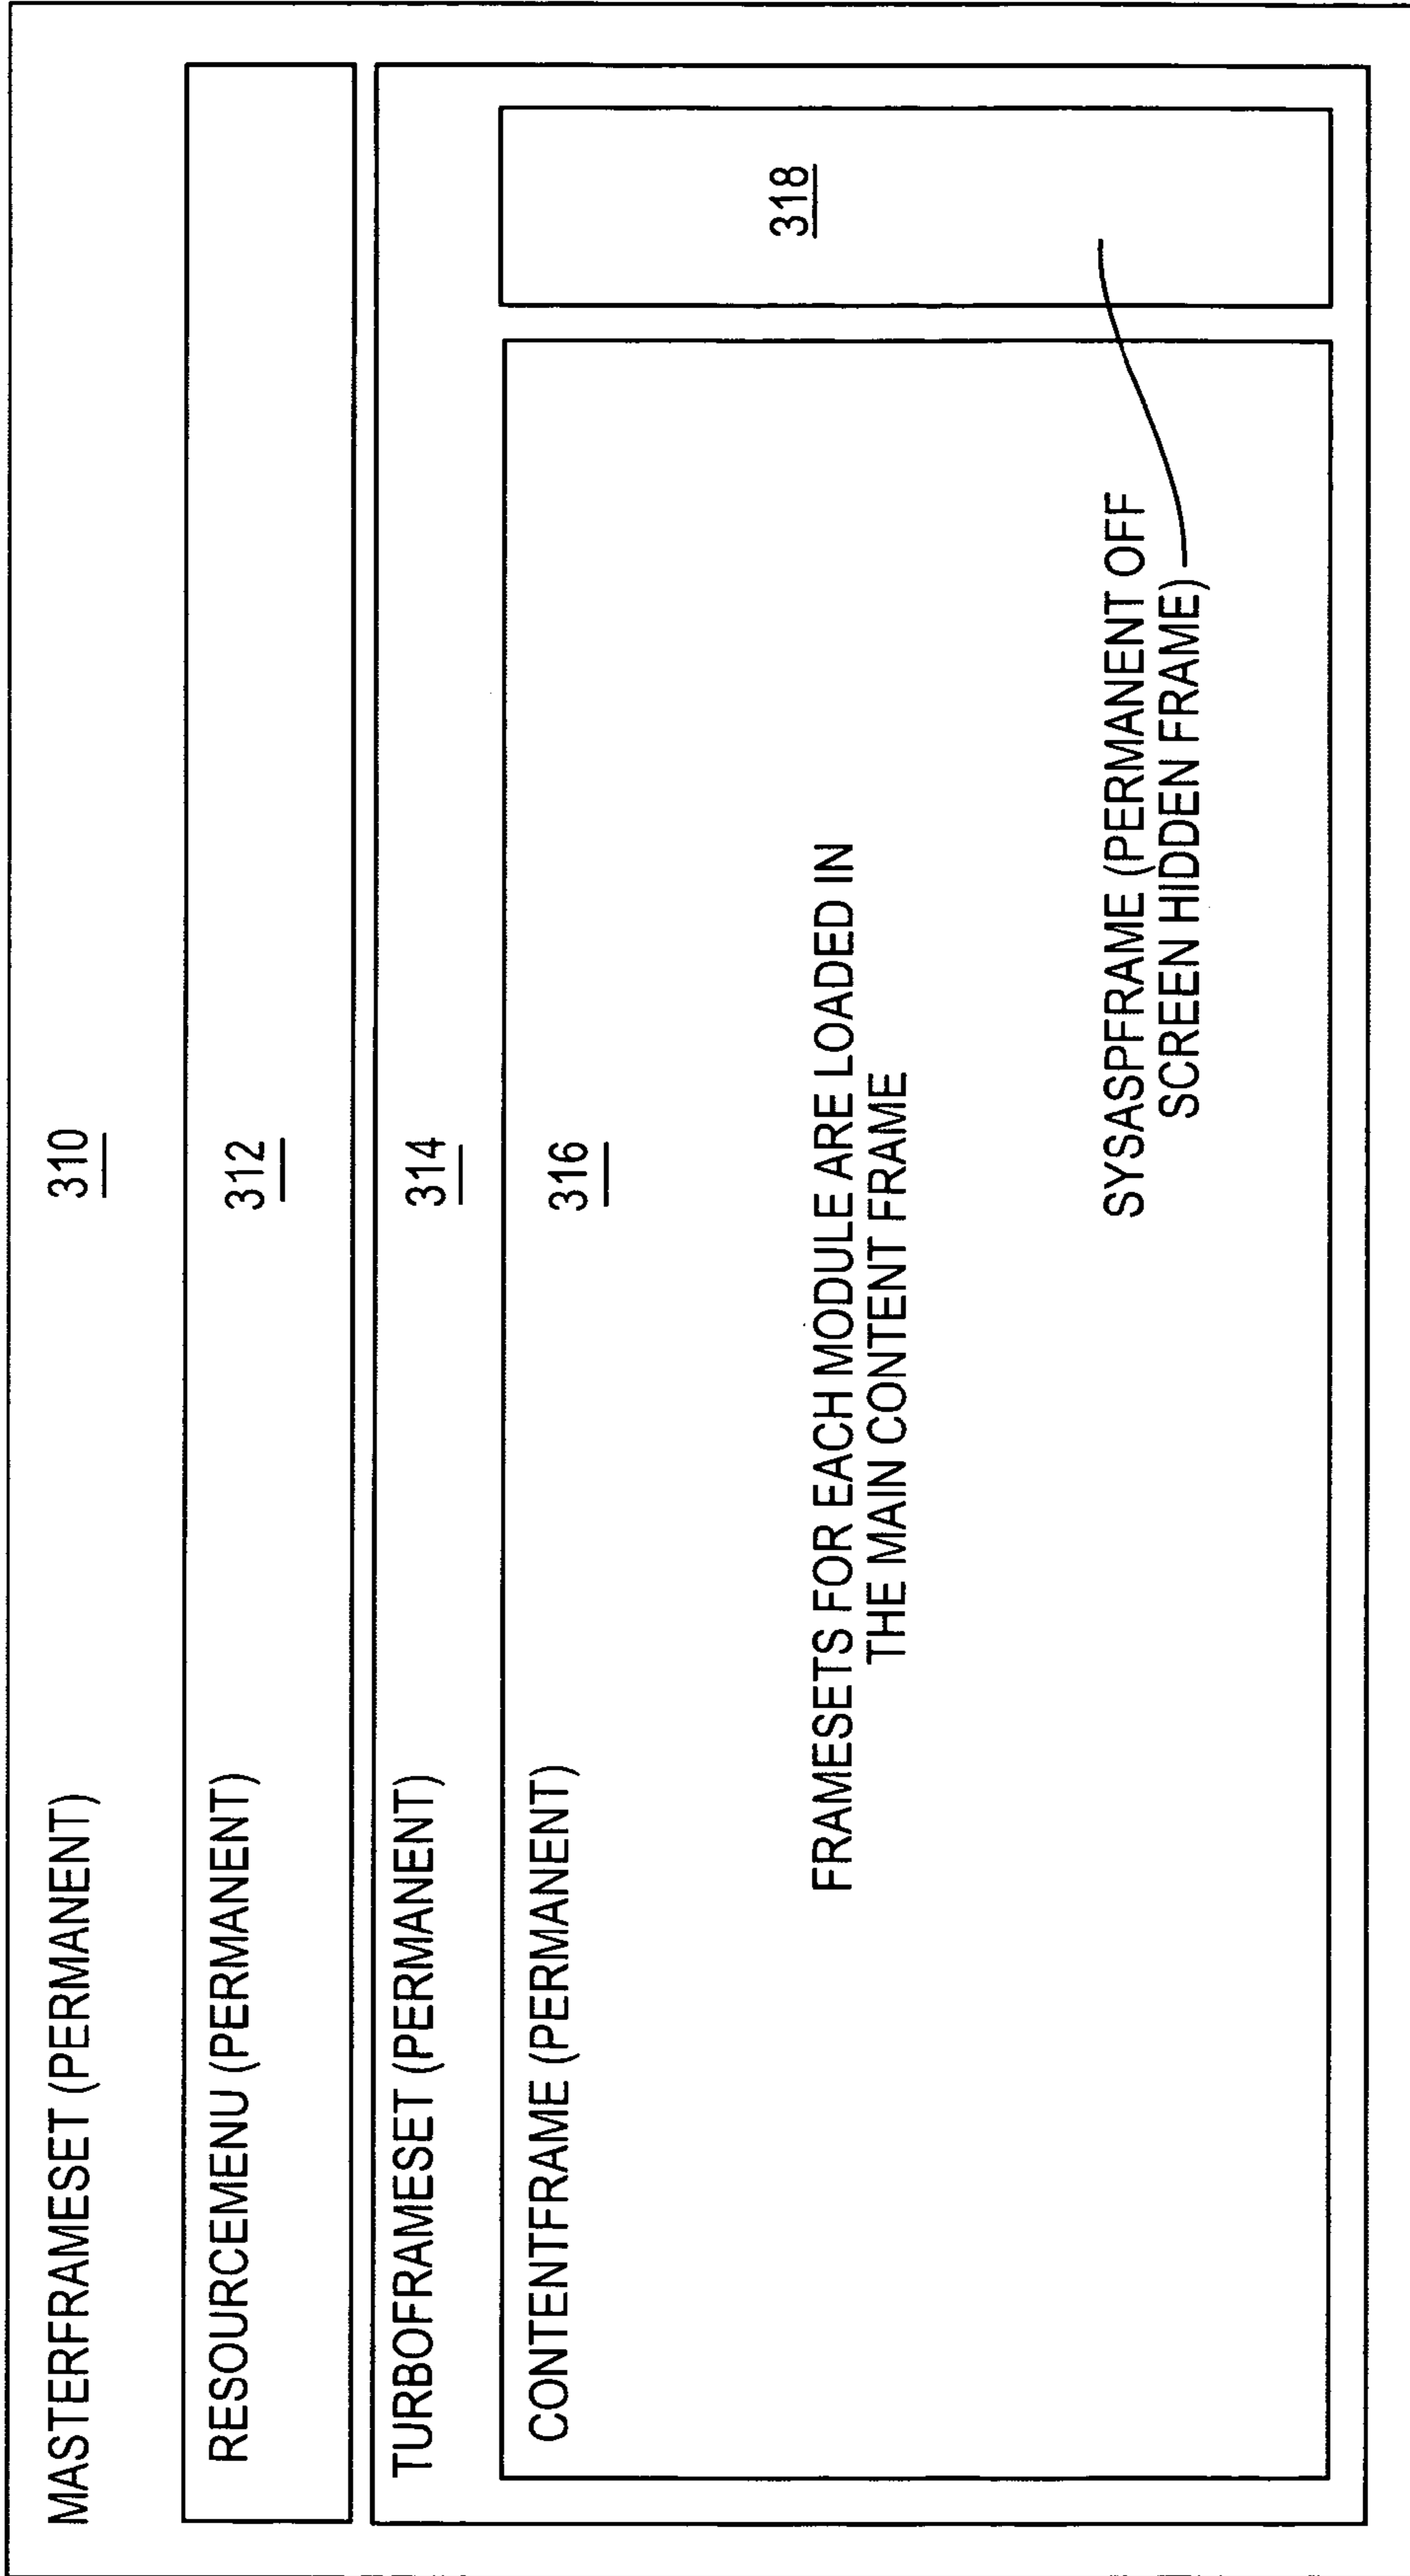 MASTERFRAMESET (PERMANENT)
310
RESOURCEMENU (PERMANENT)
312
TURBOFRAMESET (PERMANENT)
314
CONTENTFRAME (PERMANENT)
316
318
FRAMESETS FOR EACH MODULE ARE LOADED IN
THE MAIN CONTENT FRAME
SYSASPFRAME (PERMANENT OFF
SCREEN HIDDEN FRAME)